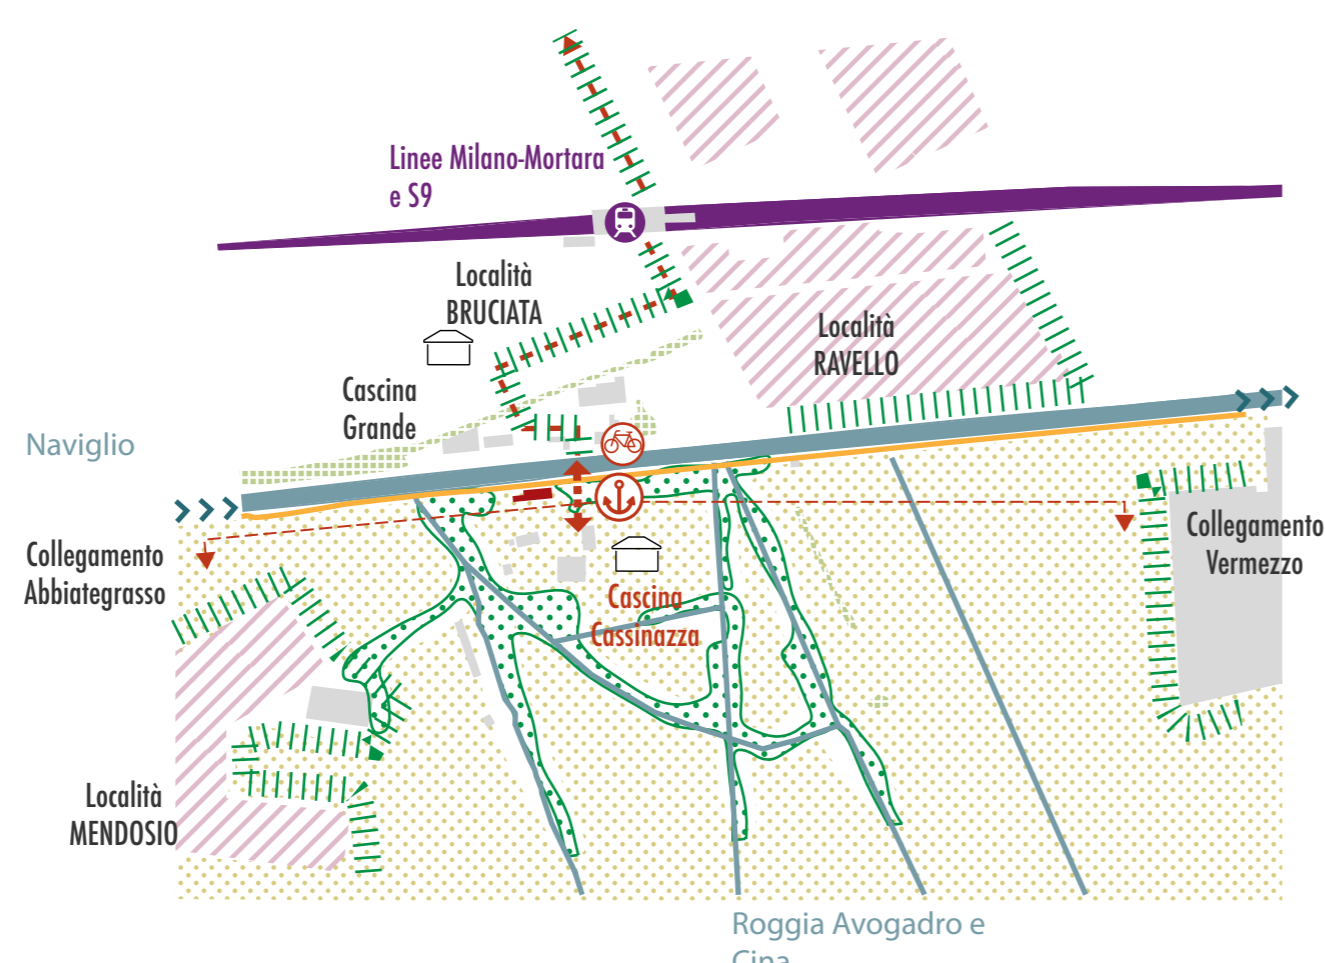 Linee Milano-Mortara
e S9
Località
BRUCIATA
Località
RAVELLO
Cascina
Grande
Naviglio
Collegamento
Abbiategrasso
Collegamento
Vermezzo
Cascina
Cassinazza
Località
MENDOSIO
Roggia Avogadro e